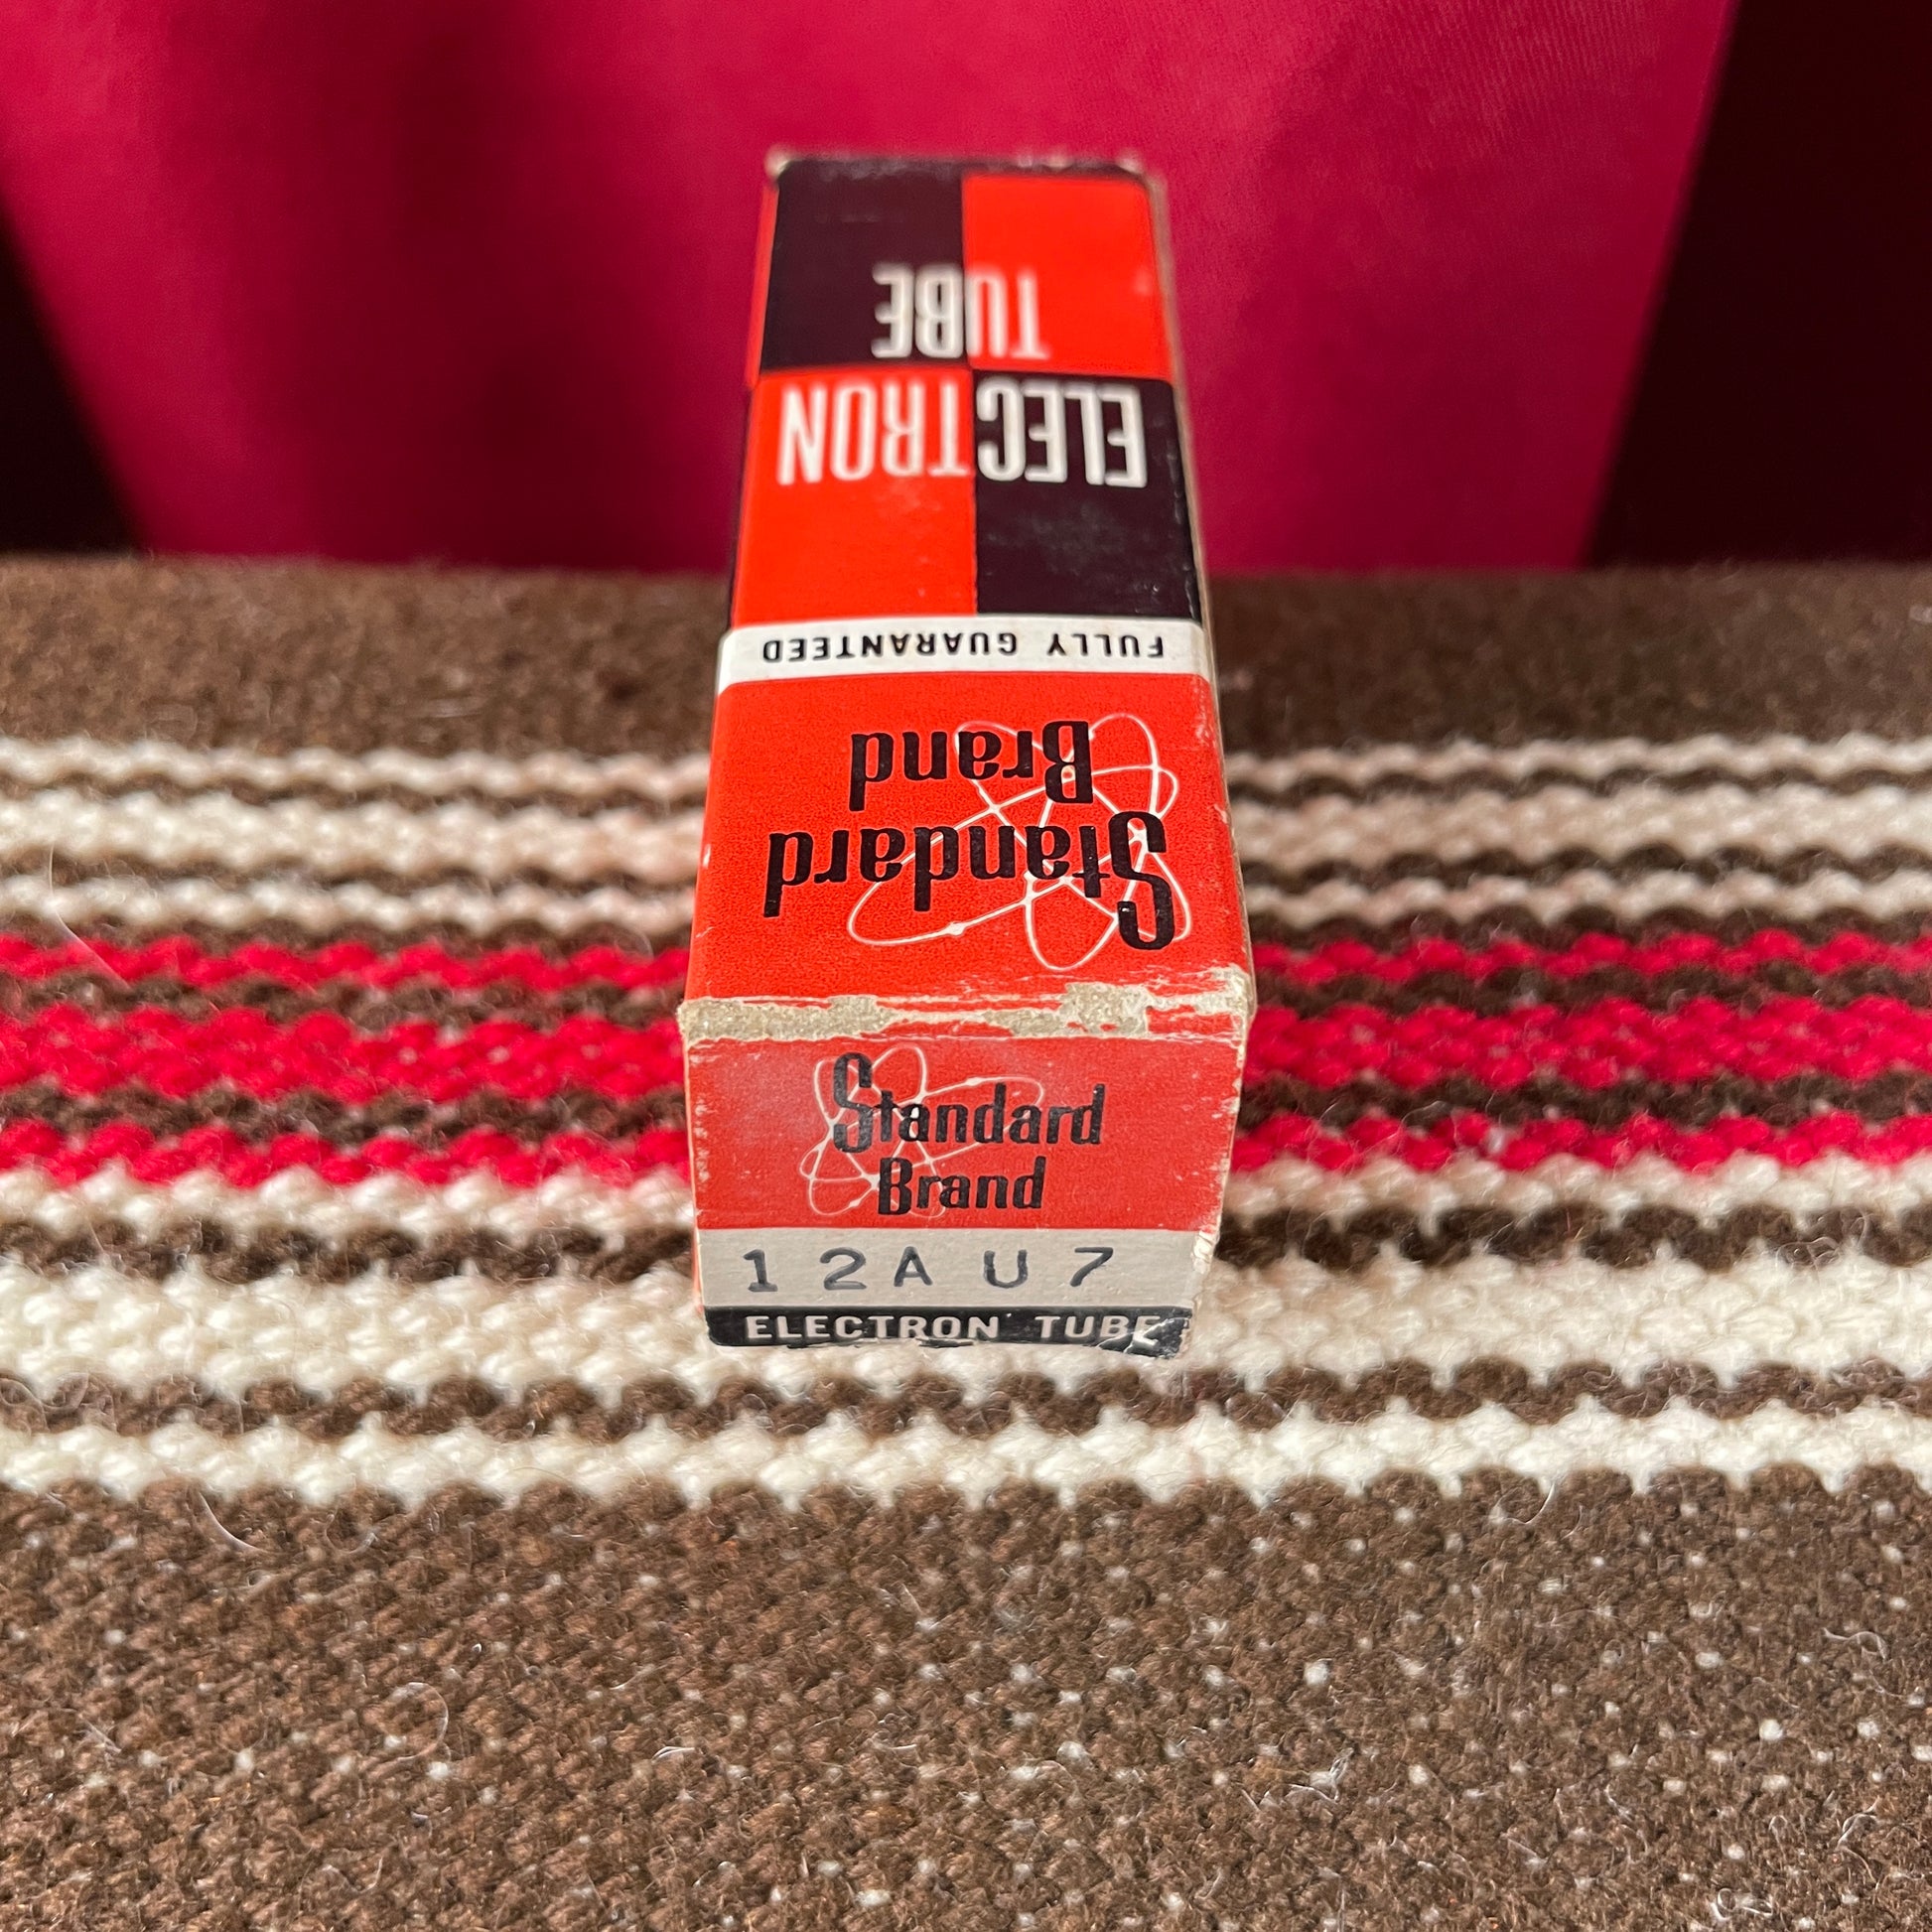 TUBE
ELECTRON
FULLY GUARANTEED
Brand
Standard
Standard
Brand
12AU7
ELECTRON TUBE